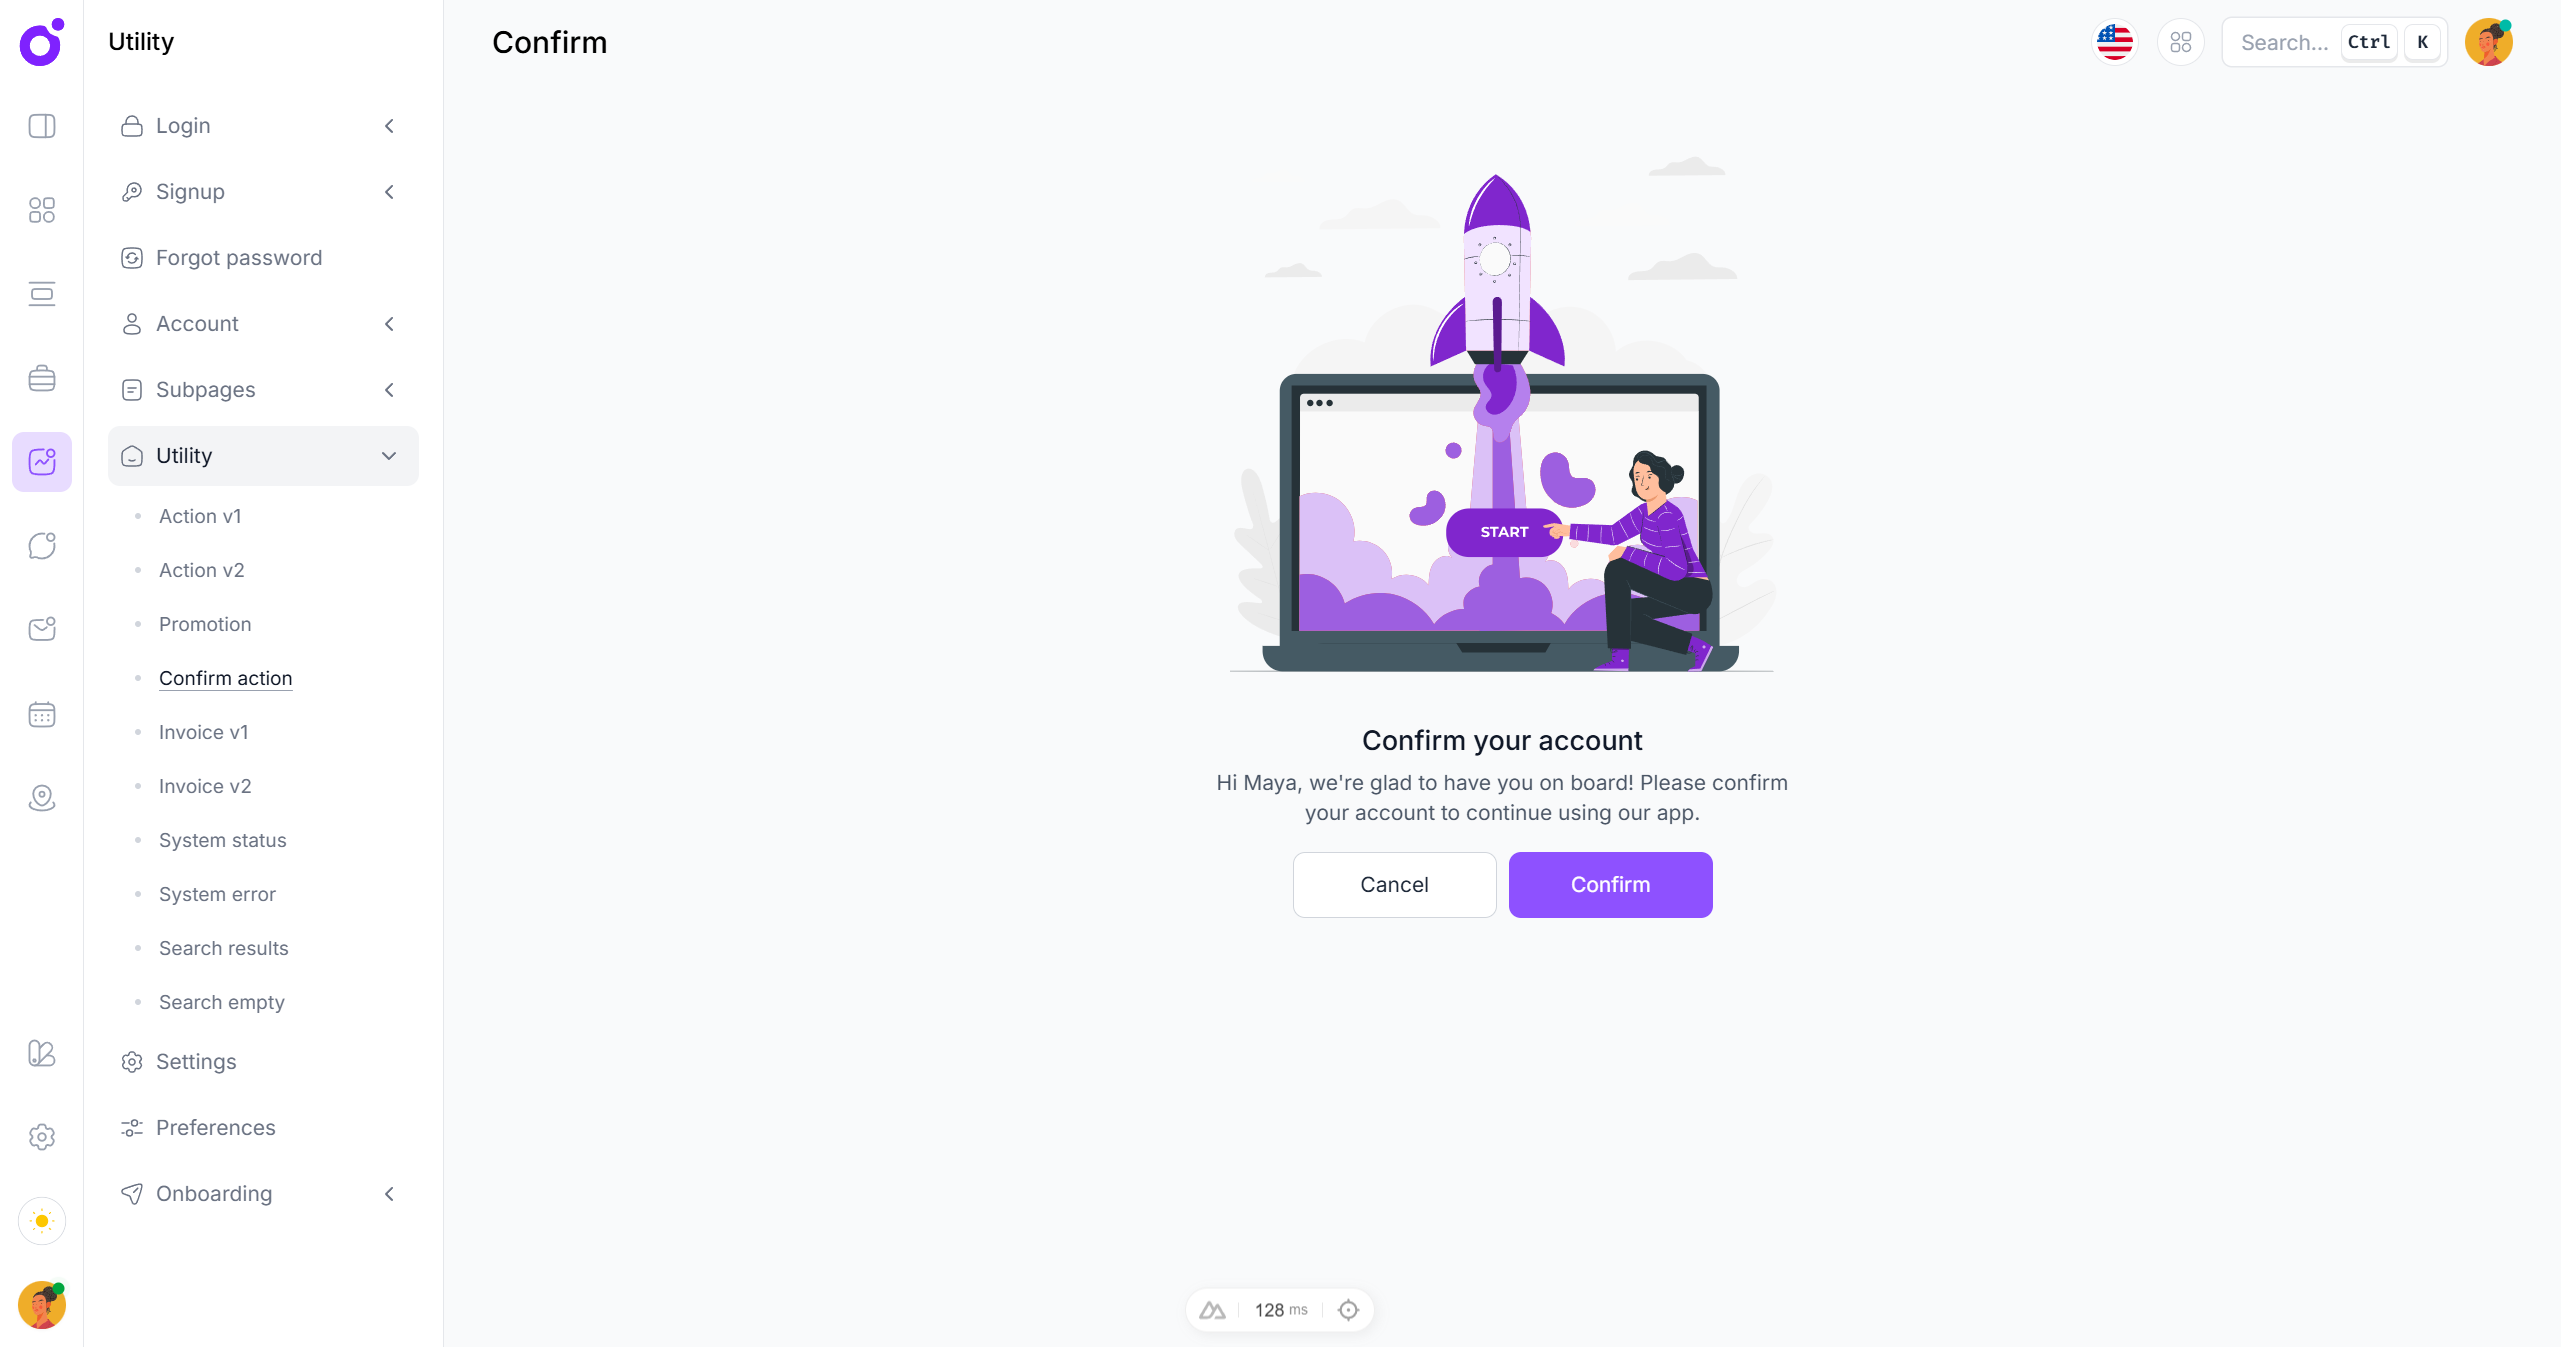 Utility
Login
Signup
Forgot password
Account
Subpages
Utility
Action v1
Action v2
Promotion
Confirm action
Invoice v1
Invoice v2
System status
System error
Search results
Search empty
Settings
Preferences
Onboarding
Confirm
Search... Ctrl K
START
Confirm your account
Hi Maya, we're glad to have you on board! Please confirm
your account to continue using our app.
Cancel Confirm
128 ms